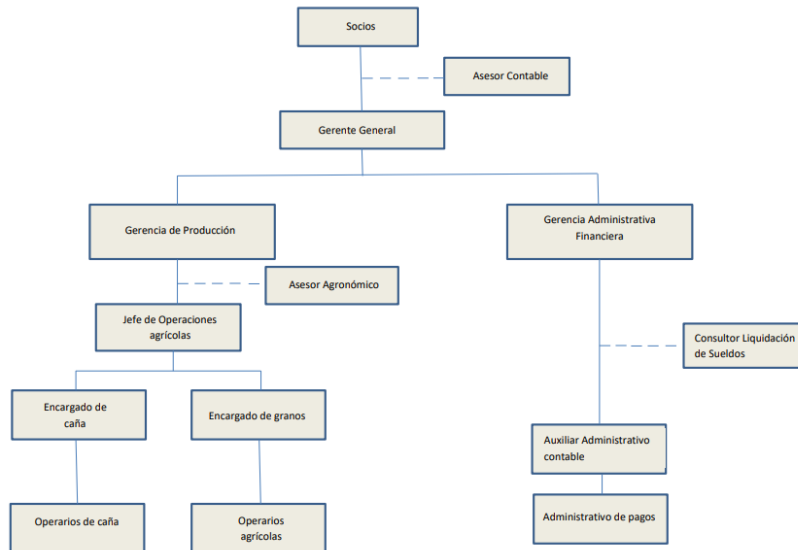 Socios
Asesor Contable
Gerente General
Gerencia de Producción
Gerencia Administrativa
Financiera
Asesor Agronómico
Jefe de Operaciones
agrícolas
Consultor Liquidación
de Sueldos
Encargado de
caña
Encargado de granos
Auxiliar Administrativo
contable
Operarios de caña
Operarios
agrícolas
Administrativo de pagos